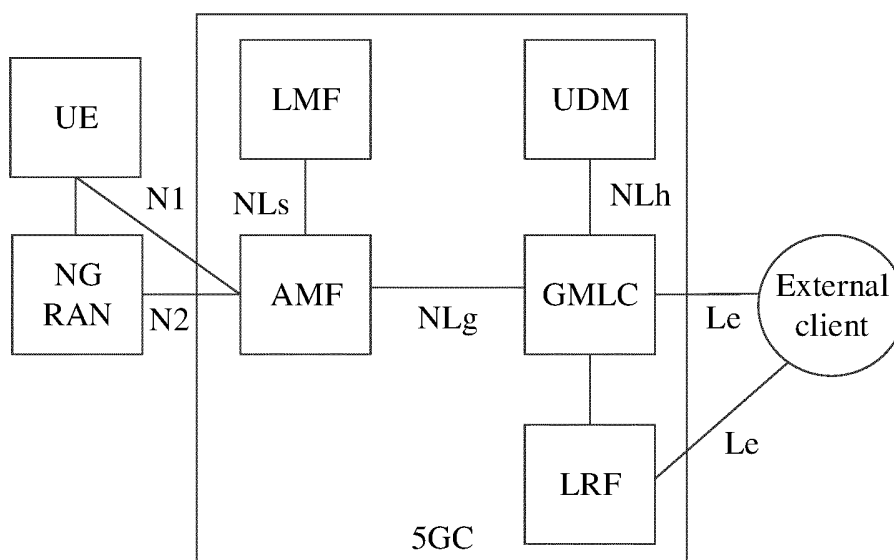 UE
LMF
UDM
N1
NLs
NLh
NG
RAN
N2
AMF
NLg
GMLC
Le
External
client
Le
LRF
5GC